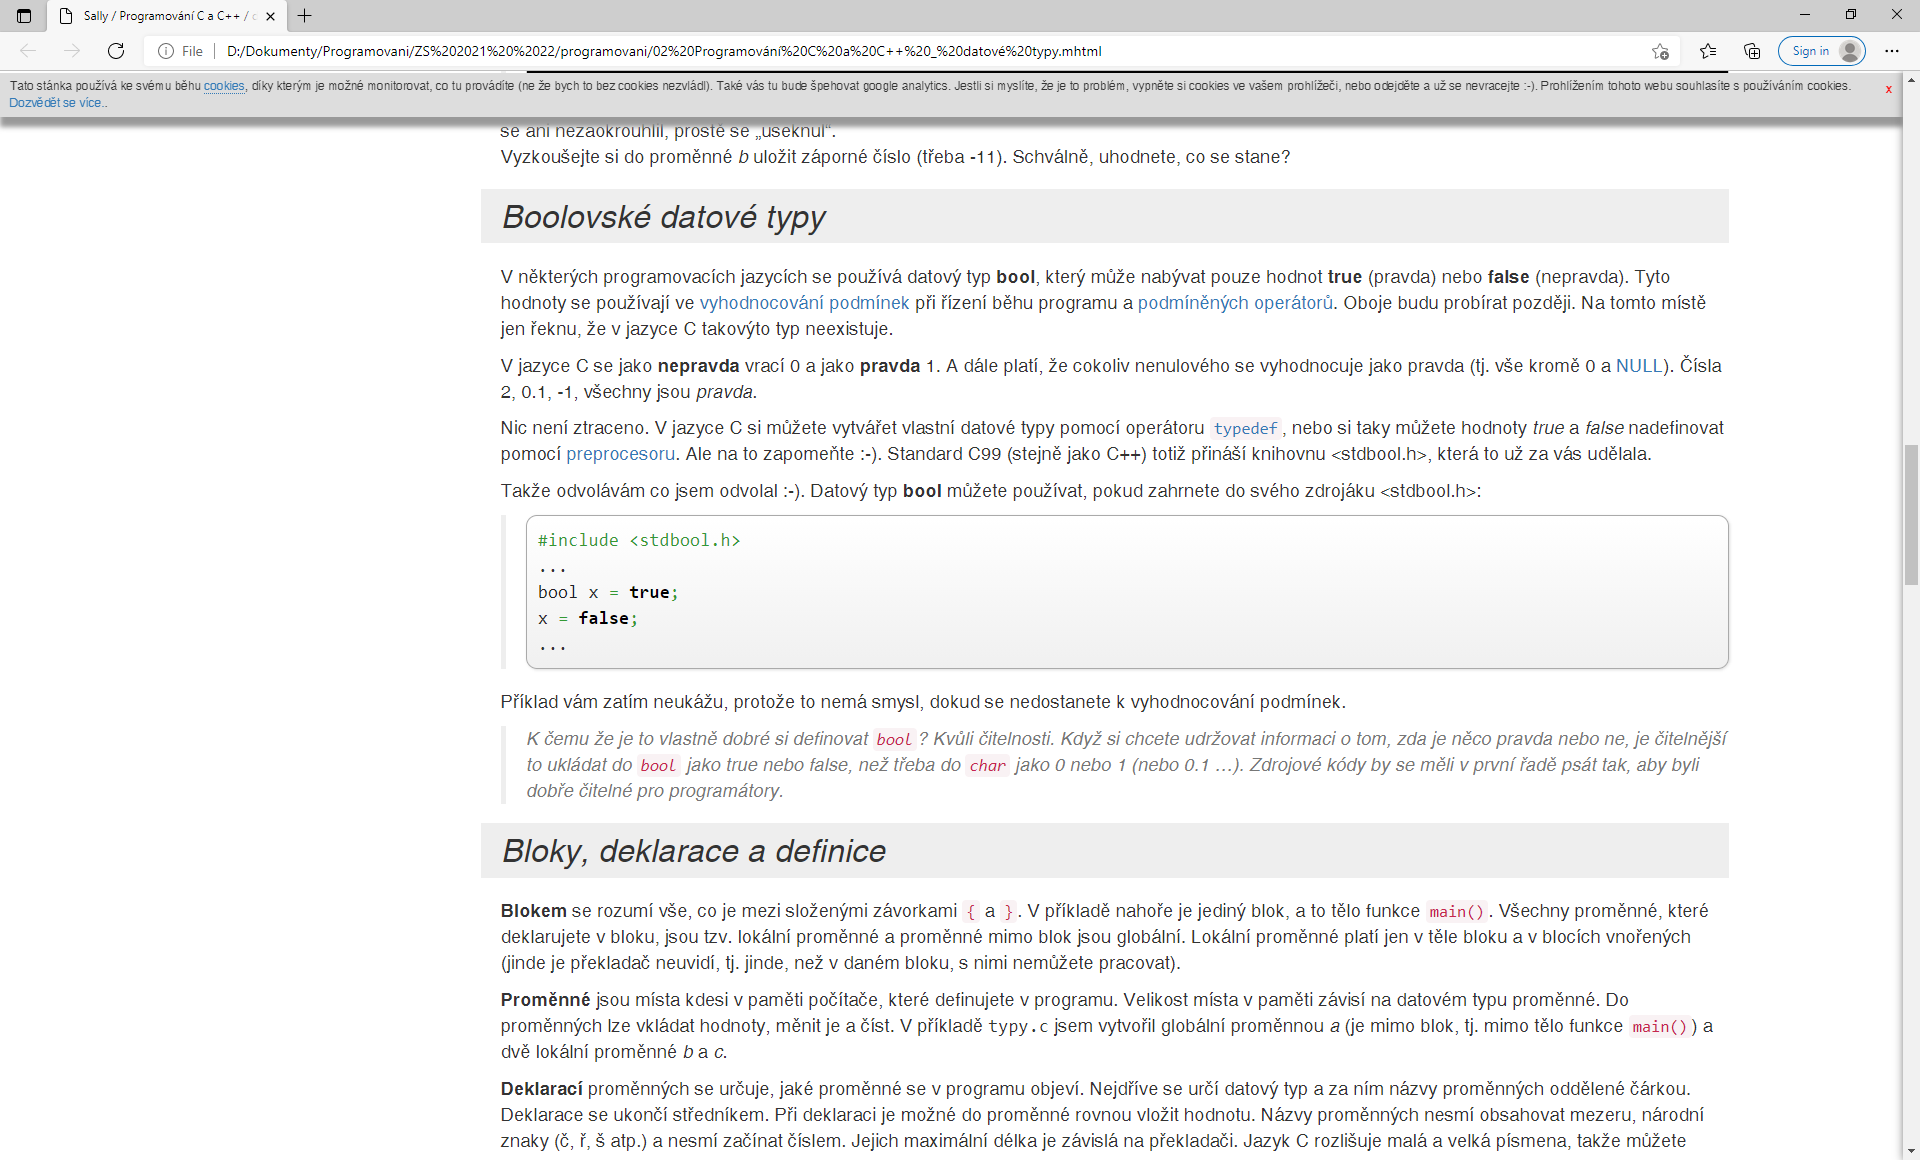 Sally / Programování C a C++ /
File
D:/Dokumenty/Programovani/ZS%202021%20%2022/programovani/02%20Programování%20C%20a%20C++%20_%20datové%20typy.mhtml
Sign in
Tato stánka používá ke svému běhu cookies, díky kterým je možné monitorovat, co tu provádíte (ne že bych to bez cookies nezvládl). Také vás tu bude špehovat google analytics. Jestli si myslíte, že je to problém, vypněte si cookies ve vašem prohlížeči, nebo odejděte a už se nevracejte :-). Prohlížením tohoto webu souhlasíte s používáním cookies.
Dozvědět se více..
x
se ani nezaokrouhlil, prostě se „useknul“.
Vyzkoušejte si do proměnné b uložit záporné číslo (třeba -11). Schválně, uhodnete, co se stane?
Boolovské datové typy
V některých programovacích jazycích se používá datový typ bool, který může nabývat pouze hodnot true (pravda) nebo false (nepravda). Tyto
hodnoty se používají ve vyhodnocování podmínek při řízení běhu programu a podmíněných operátorů. Oboje budu probírat později. Na tomto místě
jen řeknu, že v jazyce C takovýto typ neexistuje.
V jazyce C se jako nepravda vrací 0 a jako pravda 1. A dále platí, že cokoliv nenulového se vyhodnocuje jako pravda (tj. vše kromě 0 a NULL). Čísla
2, 0.1, -1, všechny jsou pravda.
Nic není ztraceno. V jazyce C si můžete vytvářet vlastní datové typy pomocí operátoru typedef, nebo si taky můžete hodnoty true a false nadefinovat
pomocí preprocesoru. Ale na to zapomeňte :-). Standard C99 (stejně jako C++) totiž přináší knihovnu <stdbool.h>, která to už za vás udělala.
Takže odvolávám co jsem odvolal :-). Datový typ bool můžete používat, pokud zahrnete do svého zdrojáku <stdbool.h>:
#include <stdbool.h>
...
bool x = true;
x = false;
...
Příklad vám zatím neukážu, protože to nemá smysl, dokud se nedostanete k vyhodnocování podmínek.
K čemu že je to vlastně dobré si definovat bool? Kvůli čitelnosti. Když si chcete udržovat informaci o tom, zda je něco pravda nebo ne, je čitelnější
to ukládat do bool jako true nebo false, než třeba do char jako 0 nebo 1 (nebo 0.1 …). Zdrojové kódy by se měli v první řadě psát tak, aby byli
dobře čitelné pro programátory.
Bloky, deklarace a definice
Blokem se rozumí vše, co je mezi složenými závorkami { a }. V příkladě nahoře je jediný blok, a to tělo funkce main(). Všechny proměnné, které
deklarujete v bloku, jsou tzv. lokální proměnné a proměnné mimo blok jsou globální. Lokální proměnné platí jen v těle bloku a v blocích vnořených
(jinde je překladač neuvidí, tj. jinde, než v daném bloku, s nimi nemůžete pracovat).
Proměnné jsou místa kdesi v paměti počítače, které definujete v programu. Velikost místa v paměti závisí na datovém typu proměnné. Do
proměnných lze vkládat hodnoty, měnit je a číst. V příkladě typy.c jsem vytvořil globální proměnnou a (je mimo blok, tj. mimo tělo funkce main()) a
dvě lokální proměnné b a c.
Deklarací proměnných se určuje, jaké proměnné se v programu objeví. Nejdříve se určí datový typ a za ním názvy proměnných oddělené čárkou.
Deklarace se ukončí středníkem. Při deklaraci je možné do proměnné rovnou vložit hodnotu. Názvy proměnných nesmí obsahovat mezeru, národní
znaky (č, ř, š atp.) a nesmí začínat číslem. Jejich maximální délka je závislá na překladači. Jazyk C rozlišuje malá a velká písmena, takže můžete